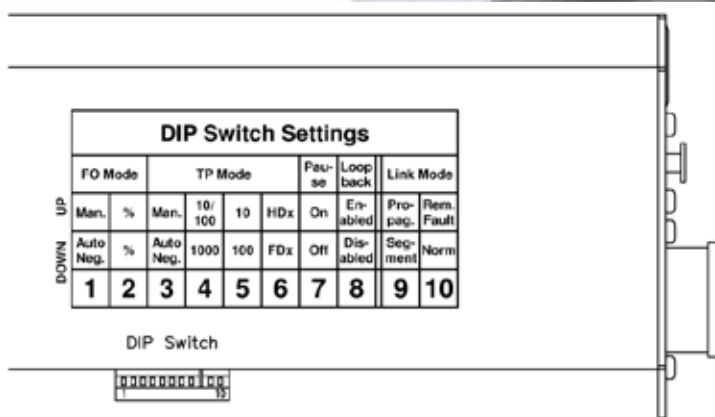 DIP Switch Settings
FO Mode TP Mode Pau-se Loop back Link Mode
UP Man. % Man. 10/100 10 HDx On En-abled Pro-pag. Rem. Fault
DOWN Auto Neg. % Auto Neg. 1000 100 FDx Off Dis-abled Seg-ment Norm
1 2 3 4 5 6 7 8 9 10
DIP Switch
1 10